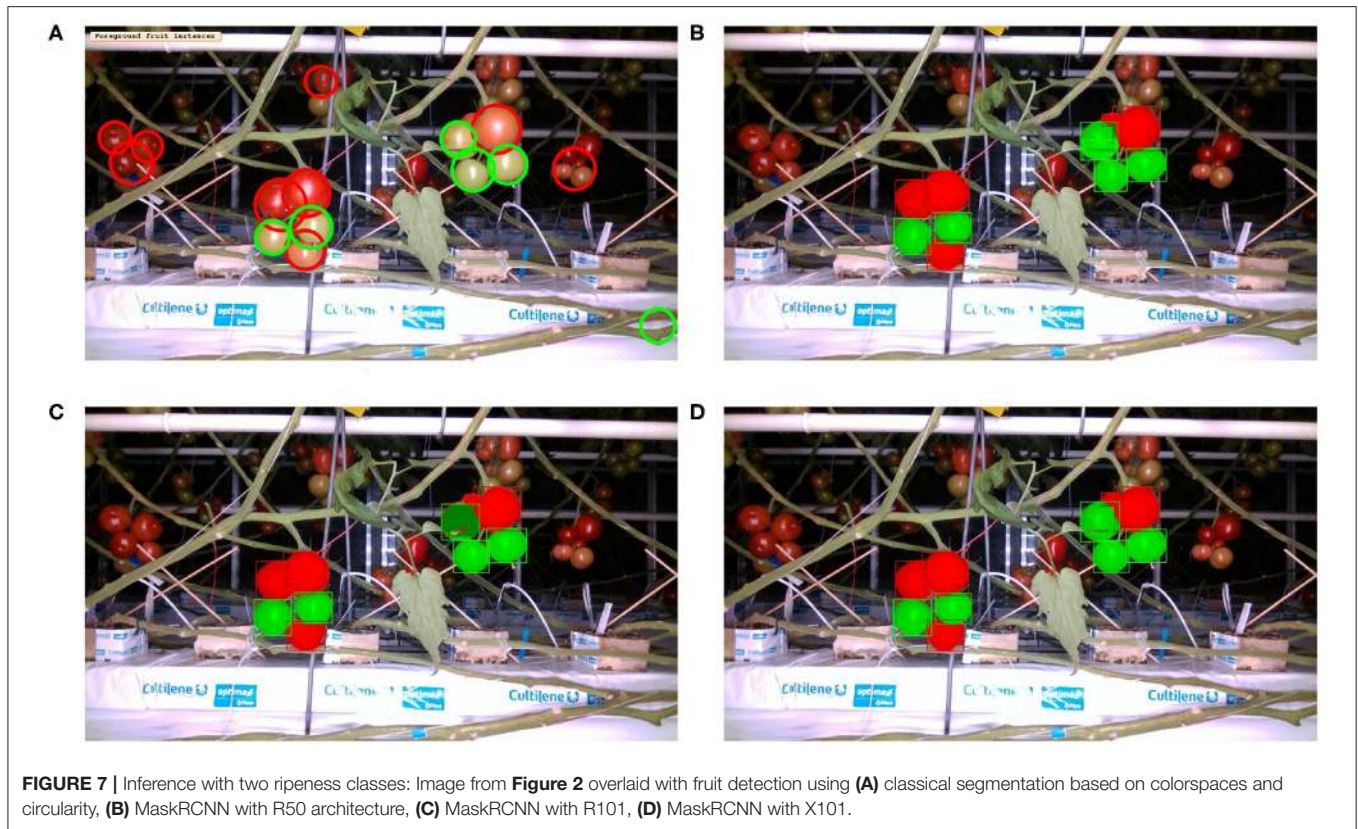 A
B
Foreground fruit instances
Cultilene
optimas
Cultilene
Cultilene
Cultilene
Cultilene
C
D
Cultilene
Cultilene
Cultilene
Cultilene
FIGURE 7 | Inference with two ripeness classes: Image from Figure 2 overlaid with fruit detection using (A) classical segmentation based on colorspaces and
circularity, (B) MaskRCNN with R50 architecture, (C) MaskRCNN with R101, (D) MaskRCNN with X101.